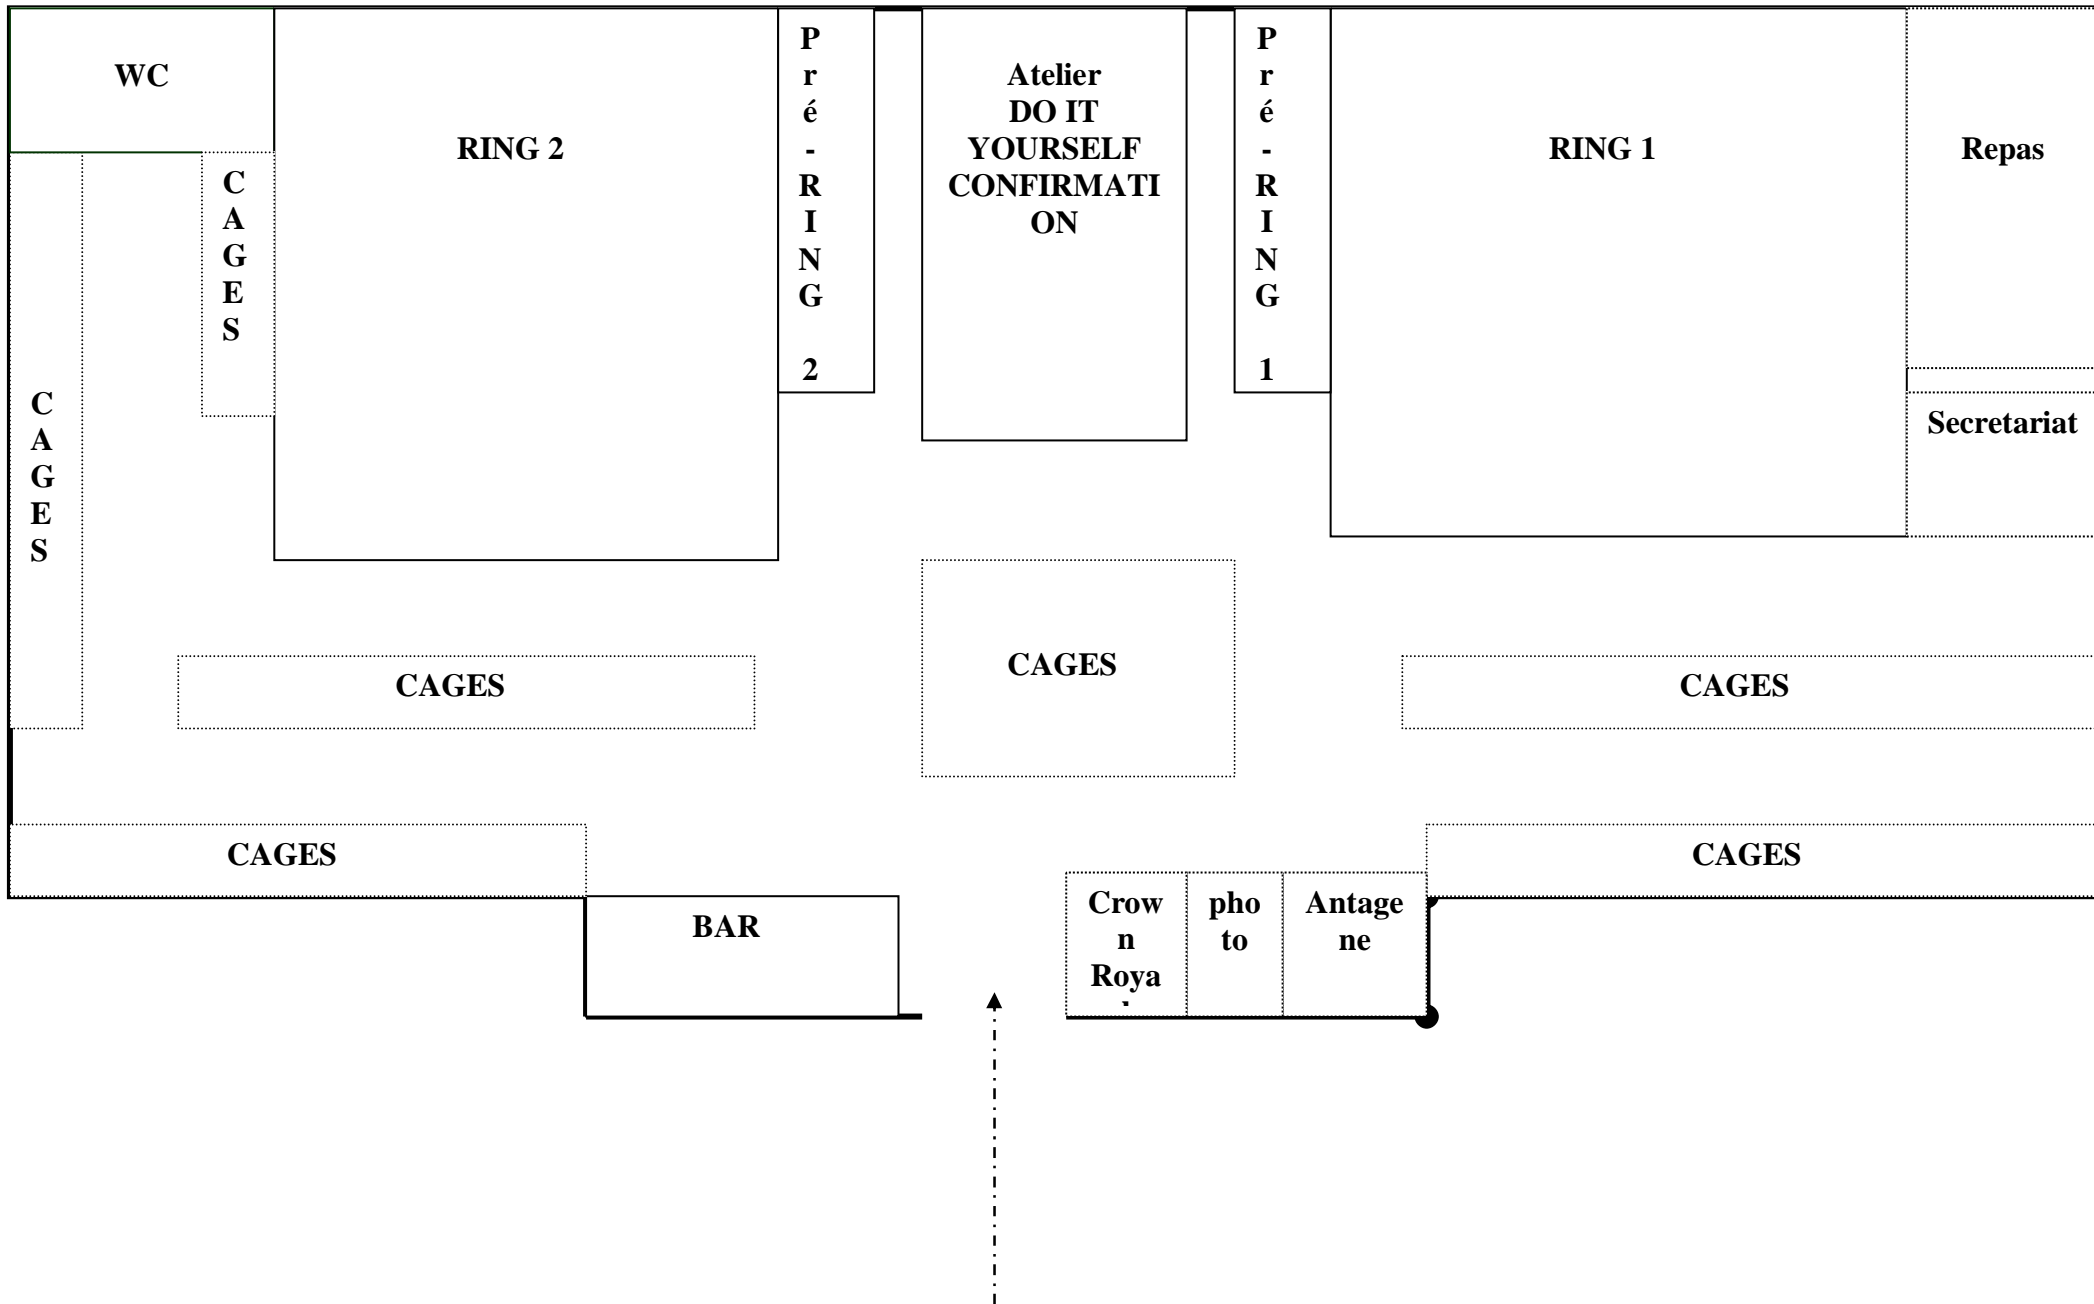 WC
RING 2
P
r
é
-
R
I
N
G
2
Atelier
DO IT
YOURSELF
CONFIRMATI
ON
P
r
é
-
R
I
N
G
1
RING 1
Repas
C
A
G
E
S
C
A
G
E
S
Secretariat
CAGES
CAGES
CAGES
CAGES
CAGES
BAR
Crow
n
Roya
pho
to
Antage
ne